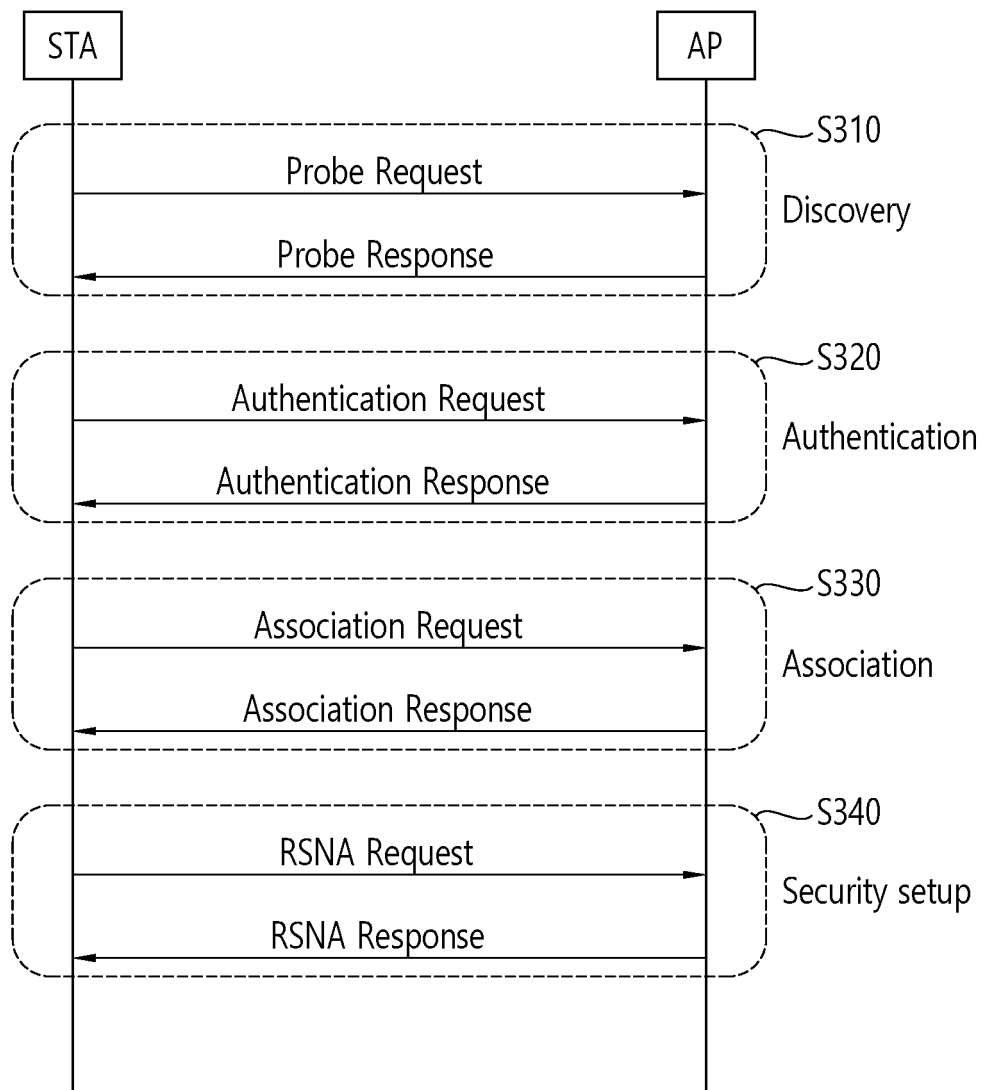 STA
AP
S310
Probe Request
Discovery
Probe Response
S320
Authentication Request
Authentication
Authentication Response
S330
Association Request
Association
Association Response
S340
RSNA Request
Security setup
RSNA Response